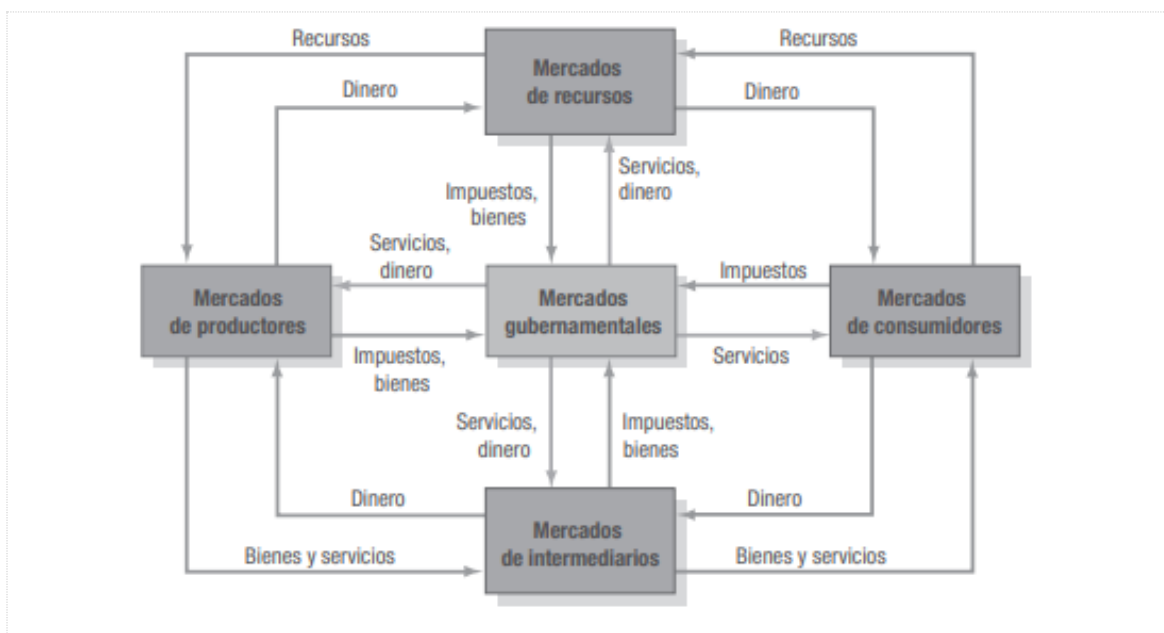 Recursos
Recursos
Mercados
de recursos
Dinero
Dinero
Impuestos,
bienes
Servicios,
dinero
Servicios,
dinero
Impuestos
Mercados
de productores
Mercados
gubernamentales
Mercados
de consumidores
Impuestos,
bienes
Servicios
Servicios,
dinero
Impuestos,
bienes
Dinero
Dinero
Mercados
de intermediarios
Bienes y servicios
Bienes y servicios